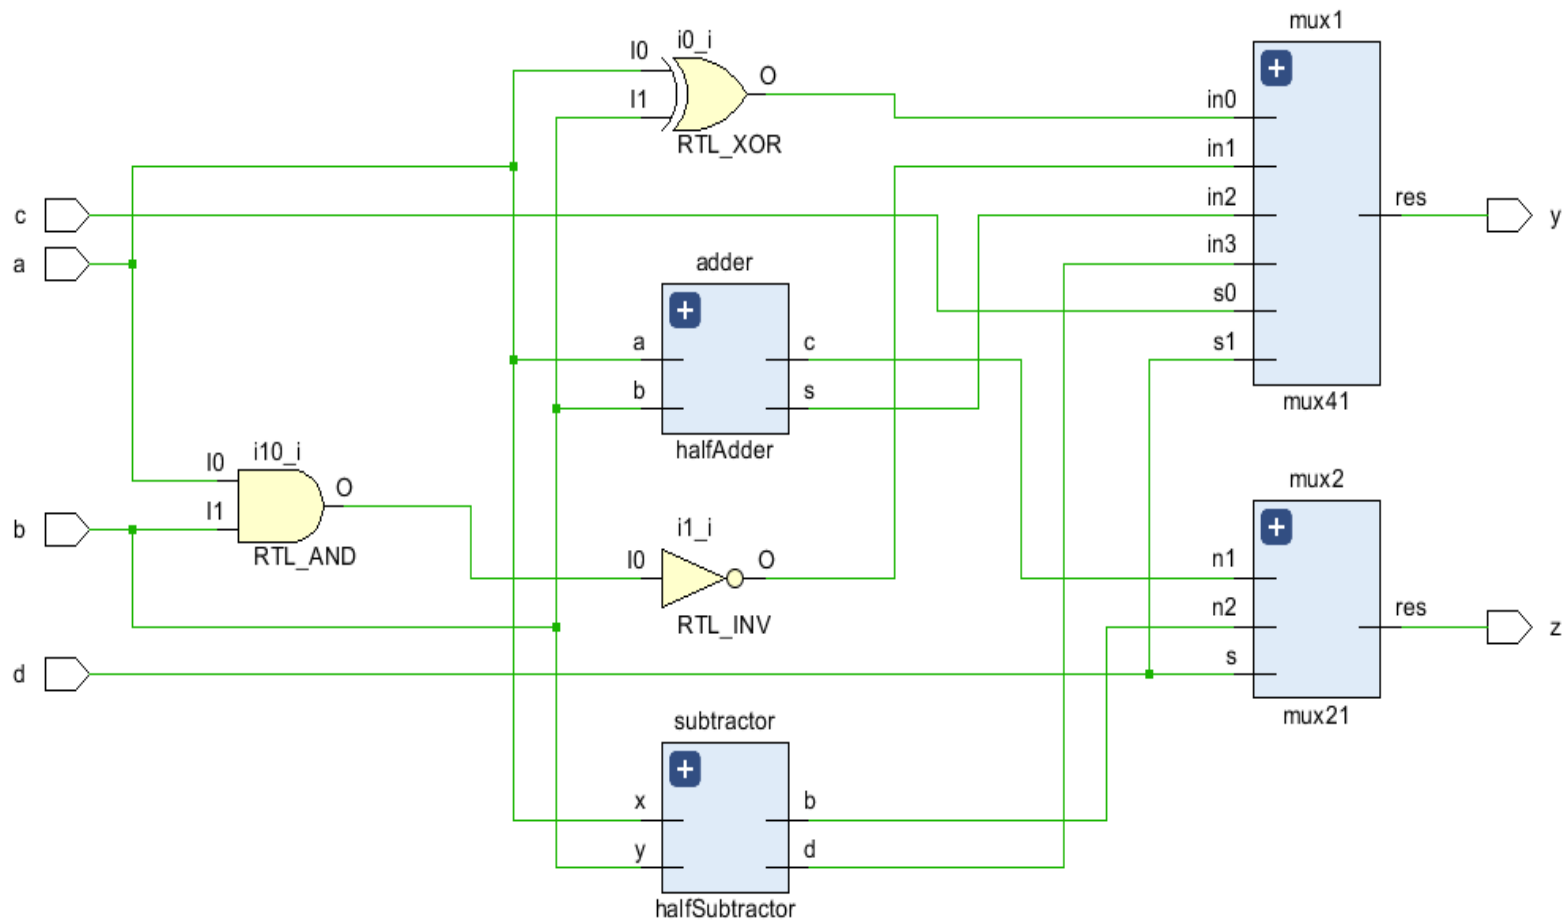 mux1
i0_i
I0
O
I1
RTL_XOR
in0
in1
in2
in3
s0
s1
res
mux41
c
a
y
adder
a
b
c
s
halfAdder
i10_i
I0
I1
O
RTL_AND
b
i1_i
I0
O
RTL_INV
mux2
n1
n2
s
res
mux21
z
d
subtractor
x
y
b
d
halfSubtractor